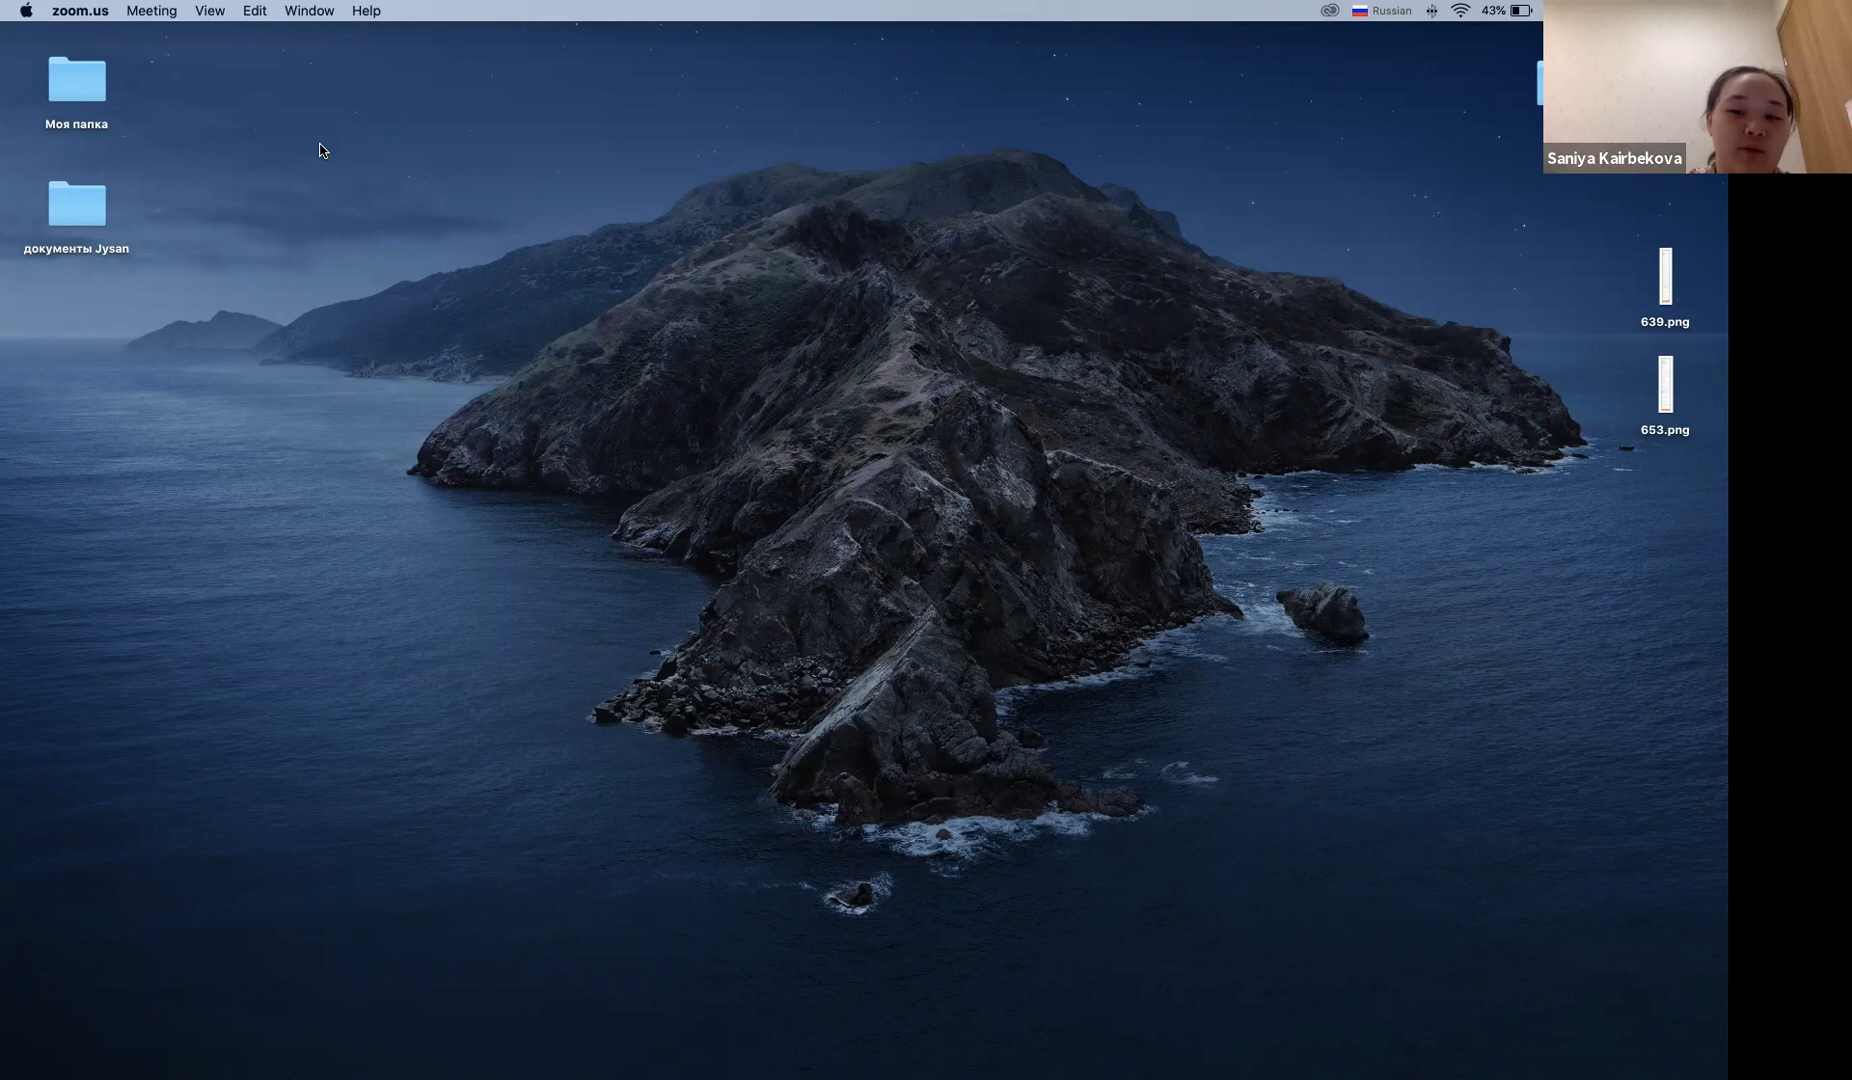 zoom.us Meeting View Edit Window Help Russian 43%
Моя папка
Saniya Kairbekova
документы Jysan
639.png
653.png